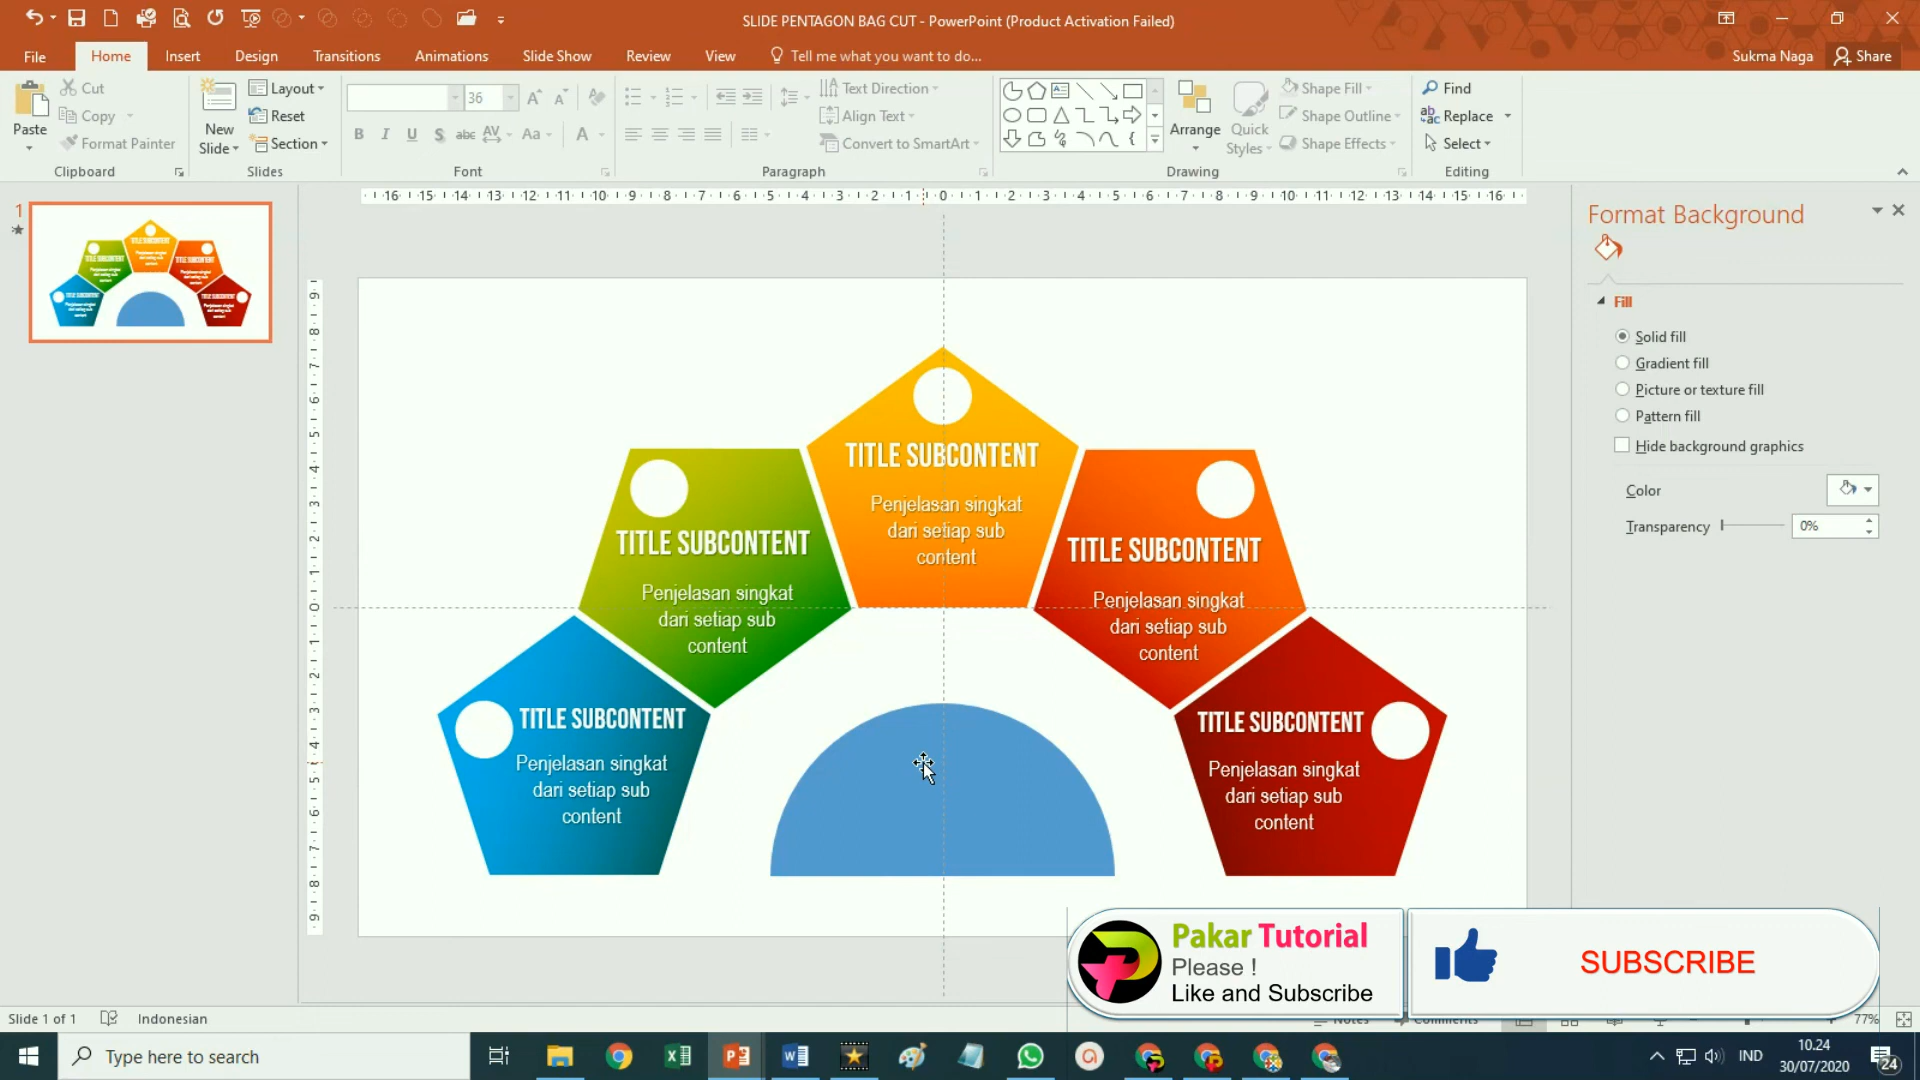 SLIDE PENTAGON BAG CUT - PowerPoint (Product Activation Failed)
File
Home
Insert
Design
Transitions
Animations
Slide Show
Review
View
Tell me what you want to do...
Sukma Naga
Share
Paste
Cut
Copy
Format Painter
Clipboard
New Slide
Layout
Reset
Section
Slides
36
Font
Text Direction
Align Text
Convert to SmartArt
Paragraph
Arrange
Quick Styles
Shape Fill
Shape Outline
Shape Effects
Drawing
Find
Replace
Select
Editing
1
Format Background
Fill
Solid fill
Gradient fill
Picture or texture fill
Pattern fill
Hide background graphics
Color
Transparency
0%
TITLE SUBCONTENT
Penjelasan singkat
dari setiap sub
content
TITLE SUBCONTENT
Penjelasan singkat
dari setiap sub
content
TITLE SUBCONTENT
Penjelasan singkat
dari setiap sub
content
TITLE SUBCONTENT
Penjelasan singkat
dari setiap sub
content
TITLE SUBCONTENT
Penjelasan singkat
dari setiap sub
content
Pakar Tutorial
Please !
Like and Subscribe
SUBSCRIBE
Slide 1 of 1
Indonesian
77%
Type here to search
IND
10.24
30/07/2020
24